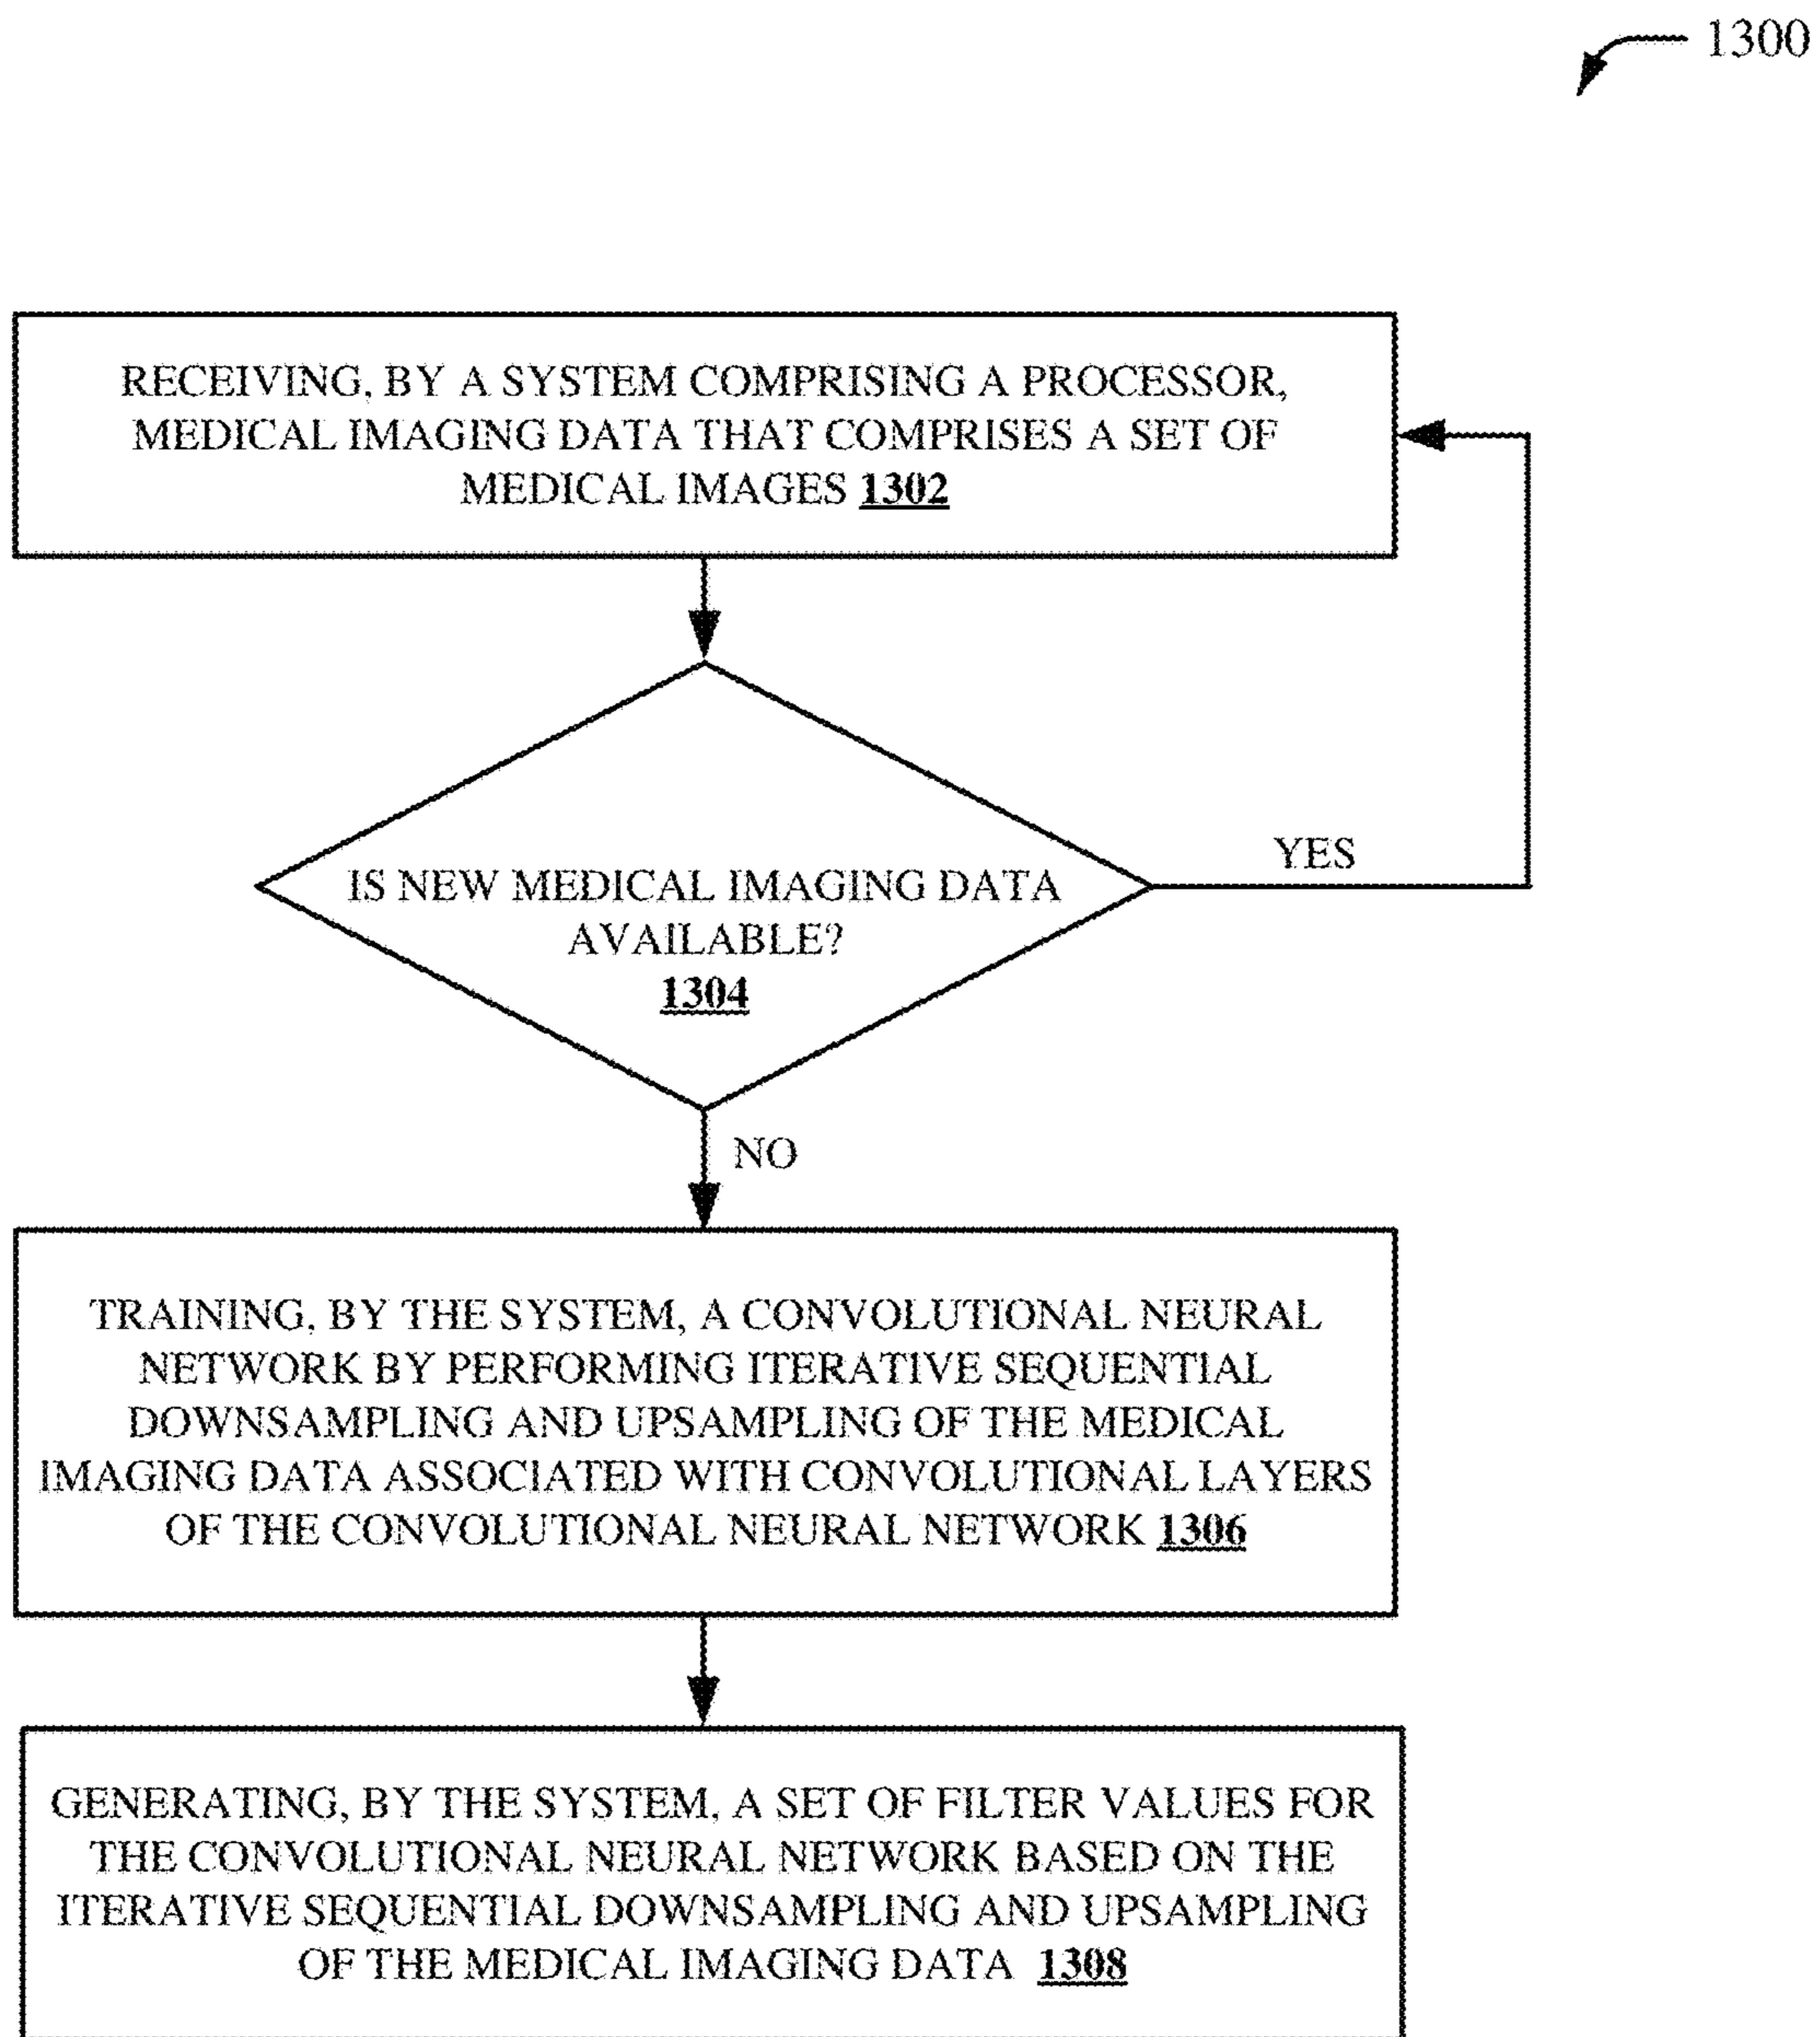 1300
RECEIVING, BY A SYSTEM COMPRISING A PROCESSOR,
MEDICAL IMAGING DATA THAT COMPRISES A SET OF
MEDICAL IMAGES 1302
IS NEW MEDICAL IMAGING DATA
AVAILABLE?
1304
YES
NO
TRAINING, BY THE SYSTEM, A CONVOLUTIONAL NEURAL
NETWORK BY PERFORMING ITERATIVE SEQUENTIAL
DOWNSAMPLING AND UPSAMPLING OF THE MEDICAL
IMAGING DATA ASSOCIATED WITH CONVOLUTIONAL LAYERS
OF THE CONVOLUTIONAL NEURAL NETWORK 1306
GENERATING, BY THE SYSTEM, A SET OF FILTER VALUES FOR
THE CONVOLUTIONAL NEURAL NETWORK BASED ON THE
ITERATIVE SEQUENTIAL DOWNSAMPLING AND UPSAMPLING
OF THE MEDICAL IMAGING DATA 1308